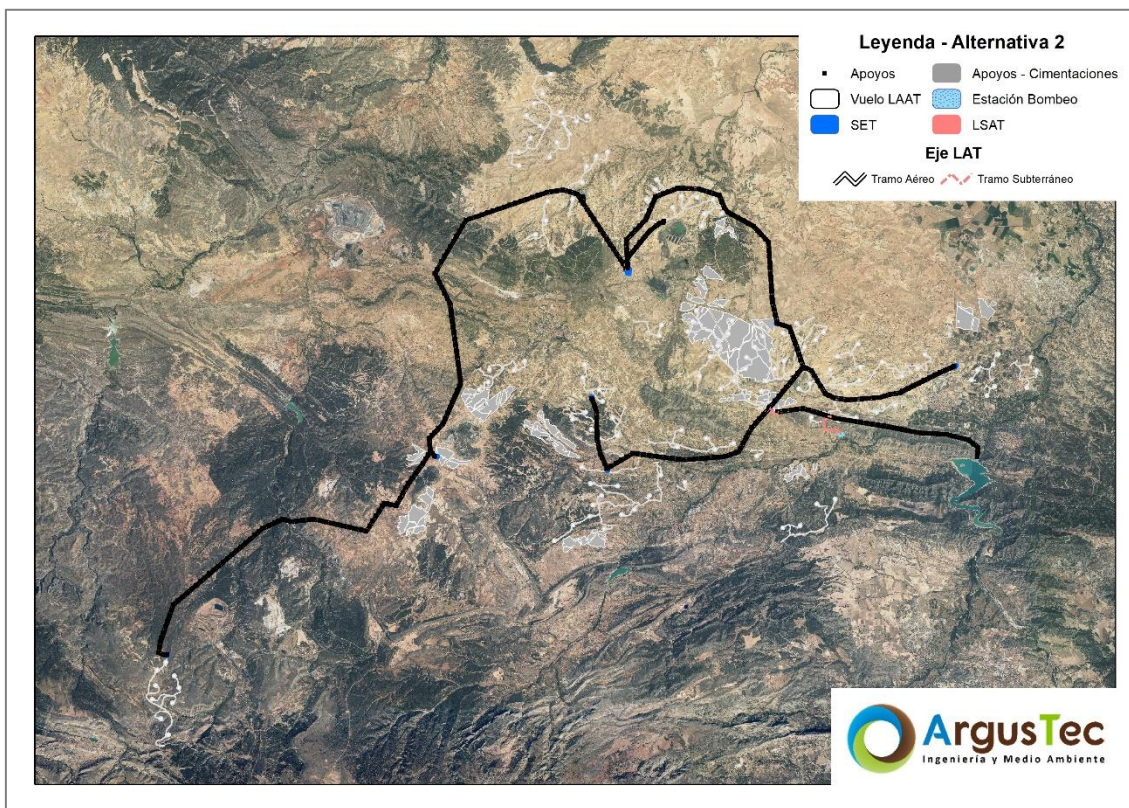 Leyenda - Alternativa 2
Apoyos
Apoyos - Cimentaciones
Vuelo LAAT
Estación Bombeo
SET
LSAT
Eje LAT
Tramo Aéreo
Tramo Subterráneo
ArgusTec
Ingeniería y Medio Ambiente